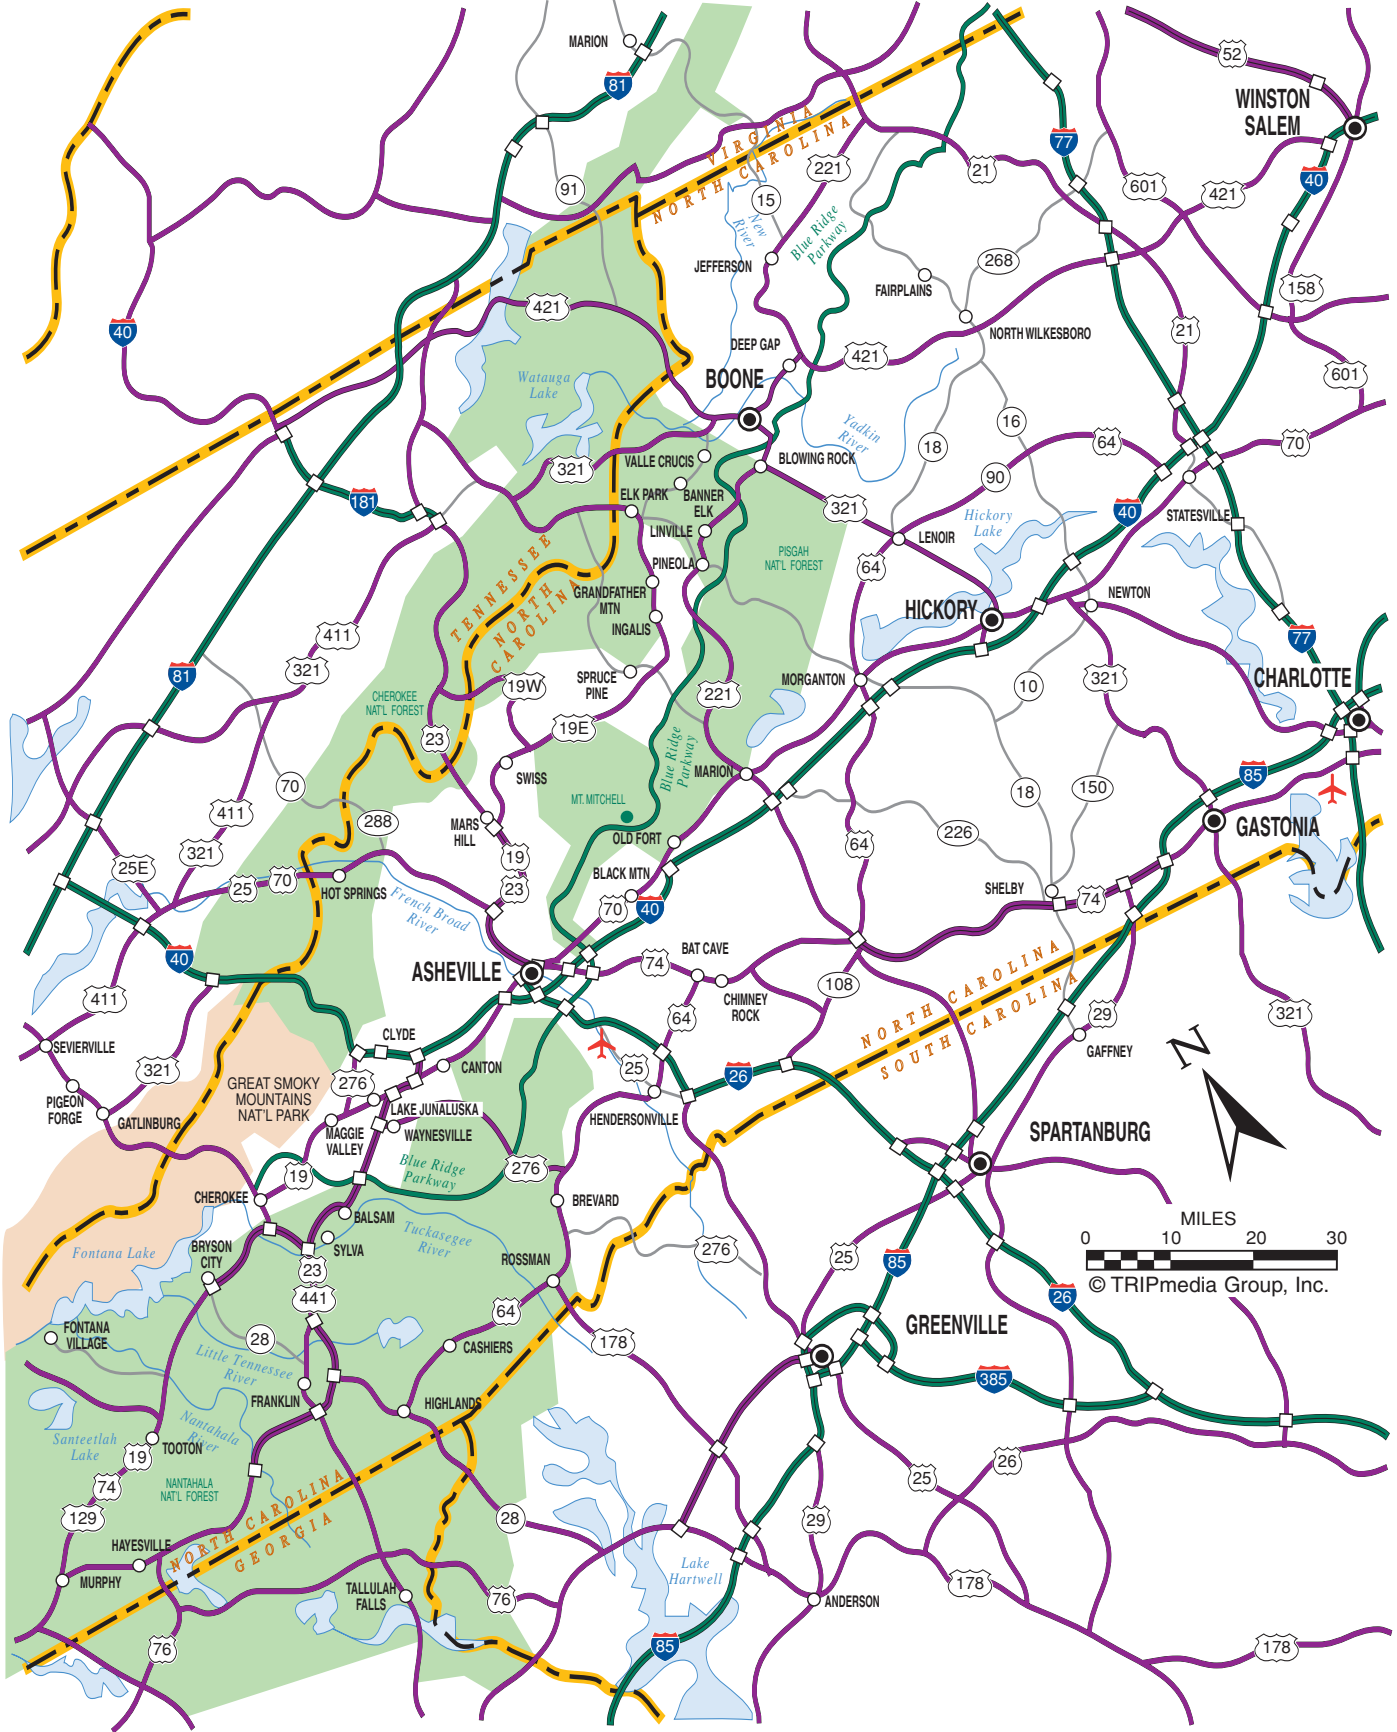 MARION
81
52
WINSTON
SALEM
VIRGINIA
NORTH CAROLINA
77
221
21
91
15
601
421
40
New
River
Blue Ridge
Parkway
JEFFERSON
268
FAIRPLAINS
158
421
40
NORTH WILKESBORO
21
DEEP GAP
421
BOONE
601
Watauga
Lake
Yadkin
River
18
16
64
70
321
VALLE CRUCIS
BLOWING ROCK
90
ELK PARK
BANNER
ELK
181
321
40
Hickory
Lake
STATESVILLE
LINVILLE
LENOIR
PISGAH
NAT'L FOREST
TENNESSEE
NORTH
CAROLINA
PINEOLA
64
GRANDFATHER
MTN
NEWTON
HICKORY
INGALIS
411
77
321
81
SPRUCE
PINE
MORGANTON
CHARLOTTE
19W
10
321
CHEROKEE
NAT'L FOREST
221
19E
23
Blue Ridge
Parkway
SWISS
MARION
85
70
18
150
MT. MITCHELL
411
288
MARS
HILL
226
GASTONIA
OLD FORT
64
321
19
25E
BLACK MTN
25
70
HOT SPRINGS
23
SHELBY
74
70
40
French Broad
River
BAT CAVE
40
ASHEVILLE
74
NORTH CAROLINA
SOUTH CAROLINA
108
411
CHIMNEY
ROCK
64
29
321
N
CLYDE
SEVIERVILLE
GAFFNEY
321
CANTON
25
26
GREAT SMOKY
MOUNTAINS
NAT'L PARK
276
PIGEON
FORGE
GATLINBURG
LAKE JUNALUSKA
HENDERSONVILLE
MAGGIE
VALLEY
WAYNESVILLE
SPARTANBURG
19
Blue Ridge
Parkway
276
CHEROKEE
BREVARD
BALSAM
MILES
0
10
20
30
© TRIPmedia Group, Inc.
Tuckasegee
River
SYLVA
BRYSON
CITY
Fontana Lake
276
25
85
ROSSMAN
23
441
26
64
FONTANA
VILLAGE
28
178
GREENVILLE
CASHIERS
Little Tennessee
River
385
FRANKLIN
HIGHLANDS
Nantahala
River
Santeetlah
Lake
TOOTON
19
26
74
NANTAHALA
NAT'L FOREST
25
129
28
29
NORTH CAROLINA
GEORGIA
HAYESVILLE
Lake
Hartwell
MURPHY
178
TALLULAH
FALLS
76
ANDERSON
76
85
178